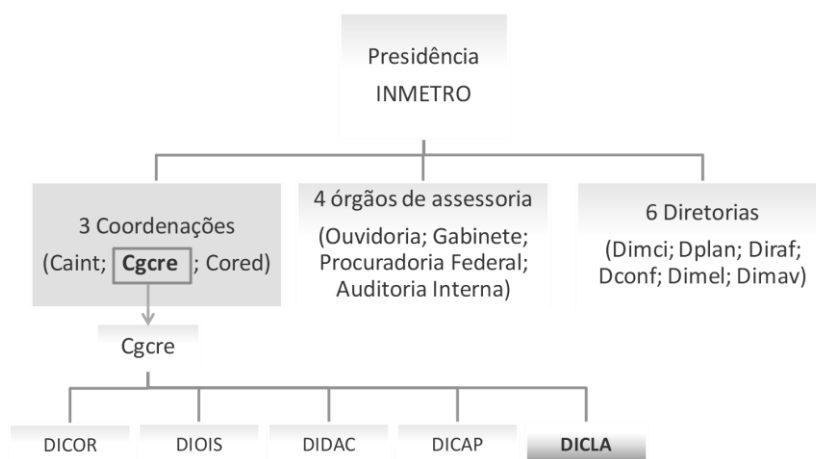 Presidência
INMETRO
3 Coordenações
(Caint; Cgcre ; Cored)
4 órgãos de assessoria
(Ouvidoria; Gabinete;
Procuradoria Federal;
Auditoria Interna)
6 Diretorias
(Dimci; Dplan; Diraf;
Dconf; Dimel; Dimav)
Cgcre
DICOR
DIOIS
DIDAC
DICAP
DICLA